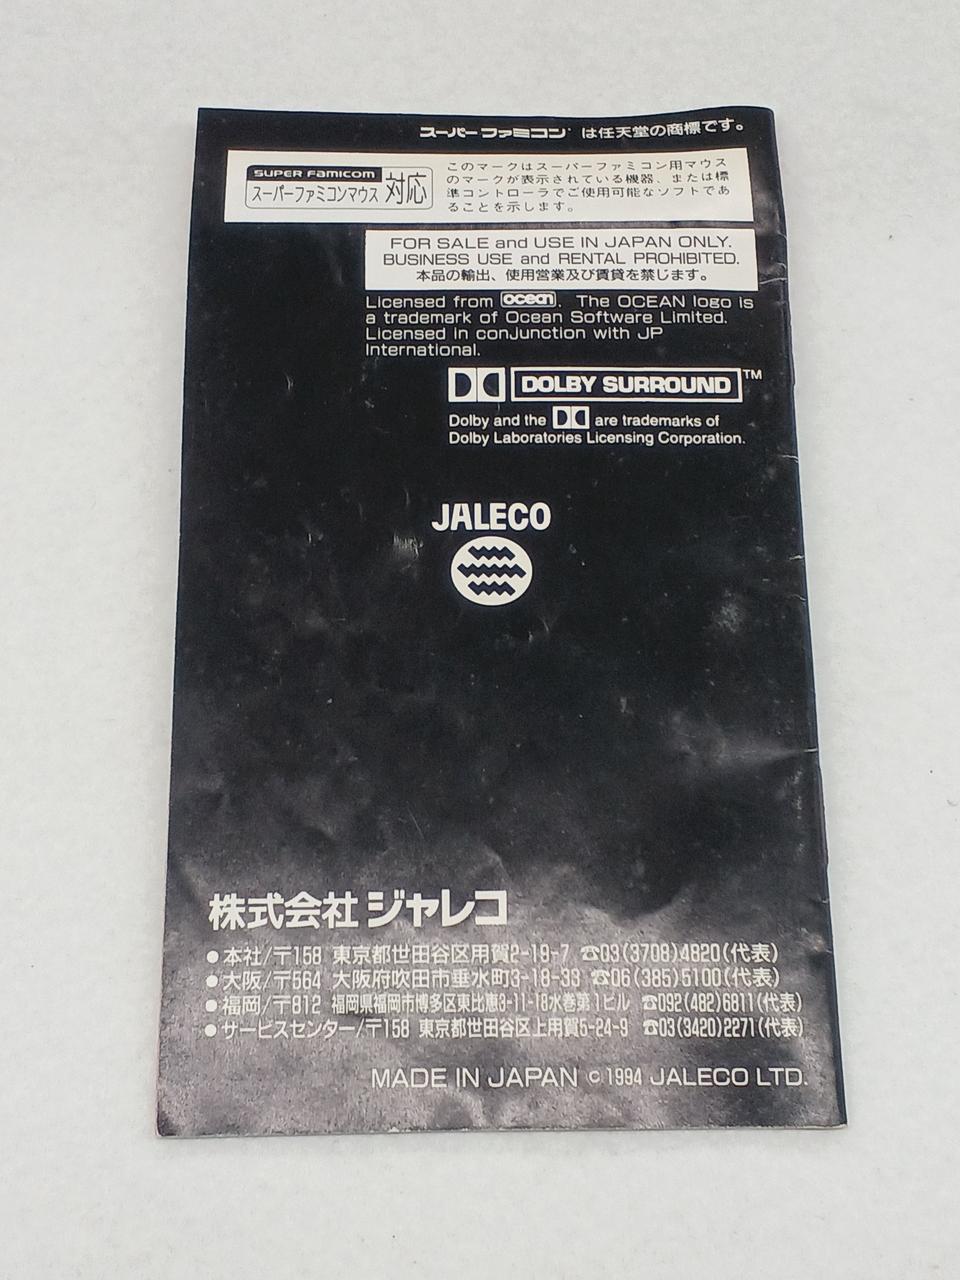 スーパーファミコン®は任天堂の商標です。
SUPER FAMICOM
スーパーファミコンマウス 対応
このマークはスーパーファミコン用マウス
のマークが表示されている機器、または標
準コントローラでご使用可能なソフトであ
ることを示します。
FOR SALE and USE IN JAPAN ONLY.
BUSINESS USE and RENTAL PROHIBITED.
本品の輸出、使用営業及び賃貸を禁じます。
Licensed from ocean. The OCEAN logo is
a trademark of Ocean Software Limited.
Licensed in conjunction with JP
International.
DOLBY SURROUND TM
Dolby and the are trademarks of
Dolby Laboratories Licensing Corporation.
JALECO
株式会社 ジャレコ
●本社/〒158 東京都世田谷区用賀2-19-7 ☎03(3708)4820(代表)
●大阪/〒564 大阪府吹田市垂水町3-18-33 ☎06(385)5100(代表)
●福岡/〒812 福岡県福岡市博多区東比恵3-11-18水巻第1ビル ☎092(482)6811(代表)
●サービスセンター/〒158 東京都世田谷区上用賀5-24-9 ☎03(3420)2271(代表)
MADE IN JAPAN ©1994 JALECO LTD.